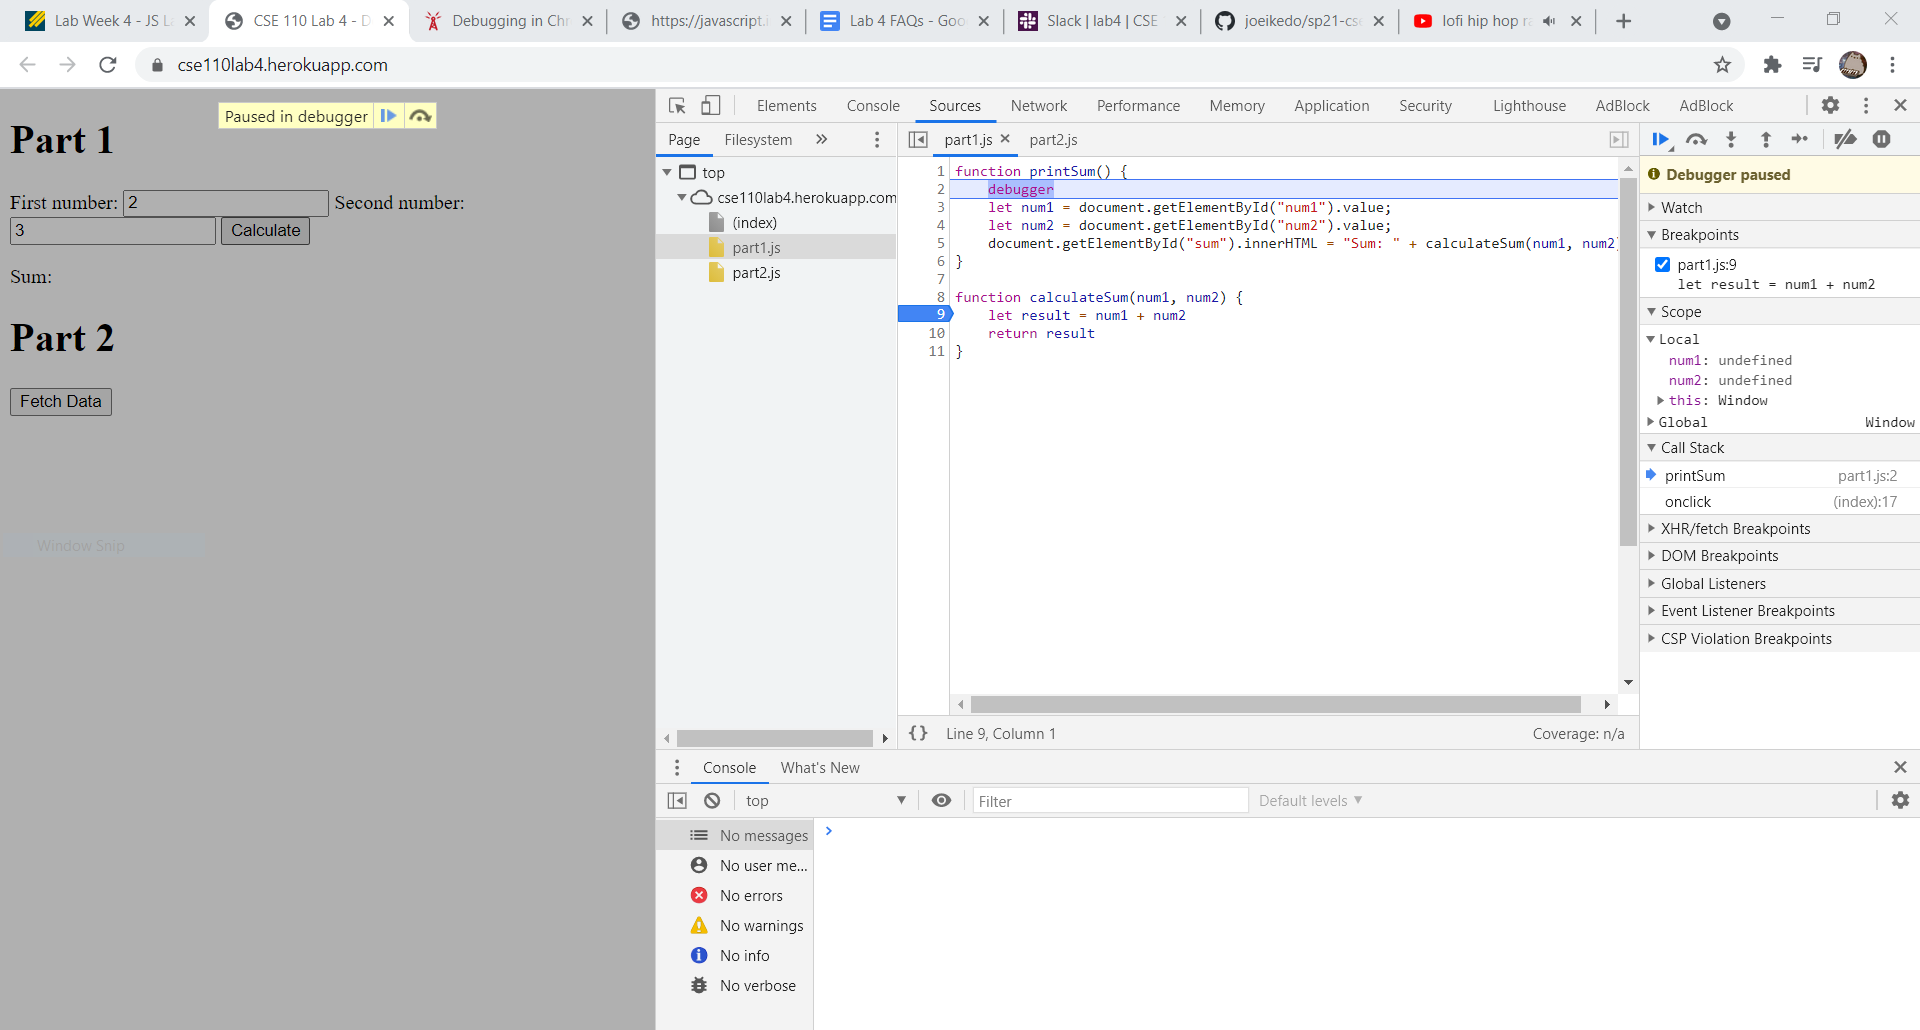 Lab Week 4 - JS La
CSE 110 Lab 4 - D
Debugging in Chr
https://javascript.i
Lab 4 FAQs - Goo
Slack | lab4 | CSE
joeikedo/sp21-cse
lofi hip hop ra
cse110lab4.herokuapp.com
Paused in debugger
Part 1
First number: 2 Second number:
3 Calculate
Sum:
Part 2
Fetch Data
Window Snip
Elements Console Sources Network Performance Memory Application Security Lighthouse AdBlock AdBlock
Page Filesystem »
top
cse110lab4.herokuapp.com
(index)
part1.js
part2.js
part1.js part2.js
1 function printSum() {
2 debugger
3 let num1 = document.getElementById("num1").value;
4 let num2 = document.getElementById("num2").value;
5 document.getElementById("sum").innerHTML = "Sum: " + calculateSum(num1, num2)
6 }
7
8 function calculateSum(num1, num2) {
9 let result = num1 + num2
10 return result
11 }
{} Line 9, Column 1 Coverage: n/a
Debugger paused
Watch
Breakpoints
part1.js:9
let result = num1 + num2
Scope
Local
num1: undefined
num2: undefined
this: Window
Global Window
Call Stack
printSum part1.js:2
onclick (index):17
XHR/fetch Breakpoints
DOM Breakpoints
Global Listeners
Event Listener Breakpoints
CSP Violation Breakpoints
Console What's New
top Filter Default levels
No messages
No user me...
No errors
No warnings
No info
No verbose